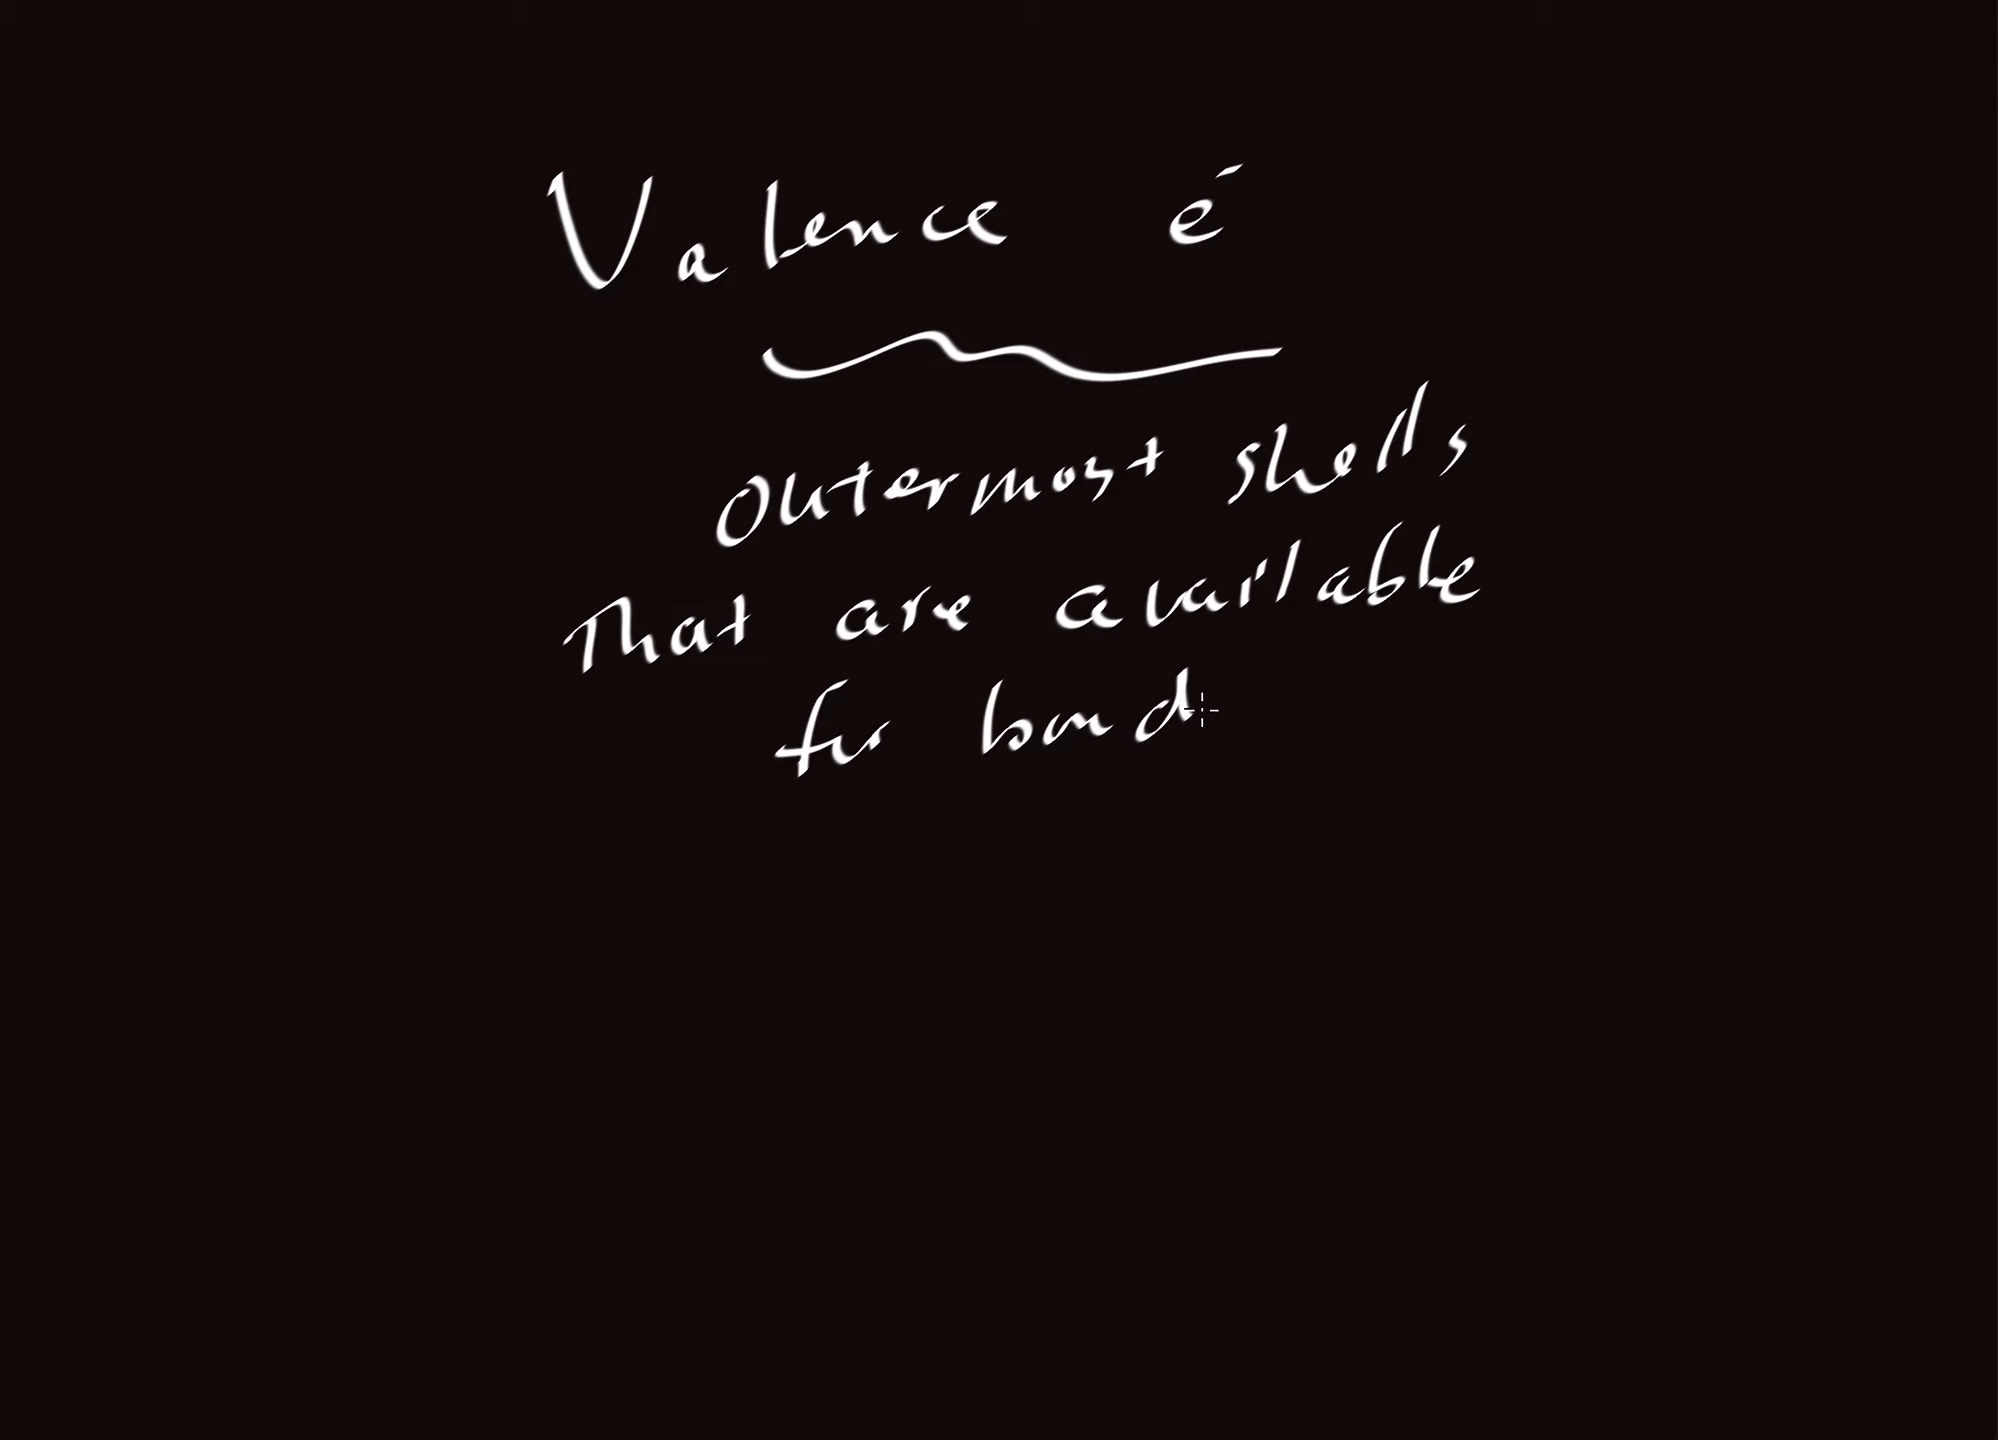 Valence e⁻
Outermost shells
That are available
for bond